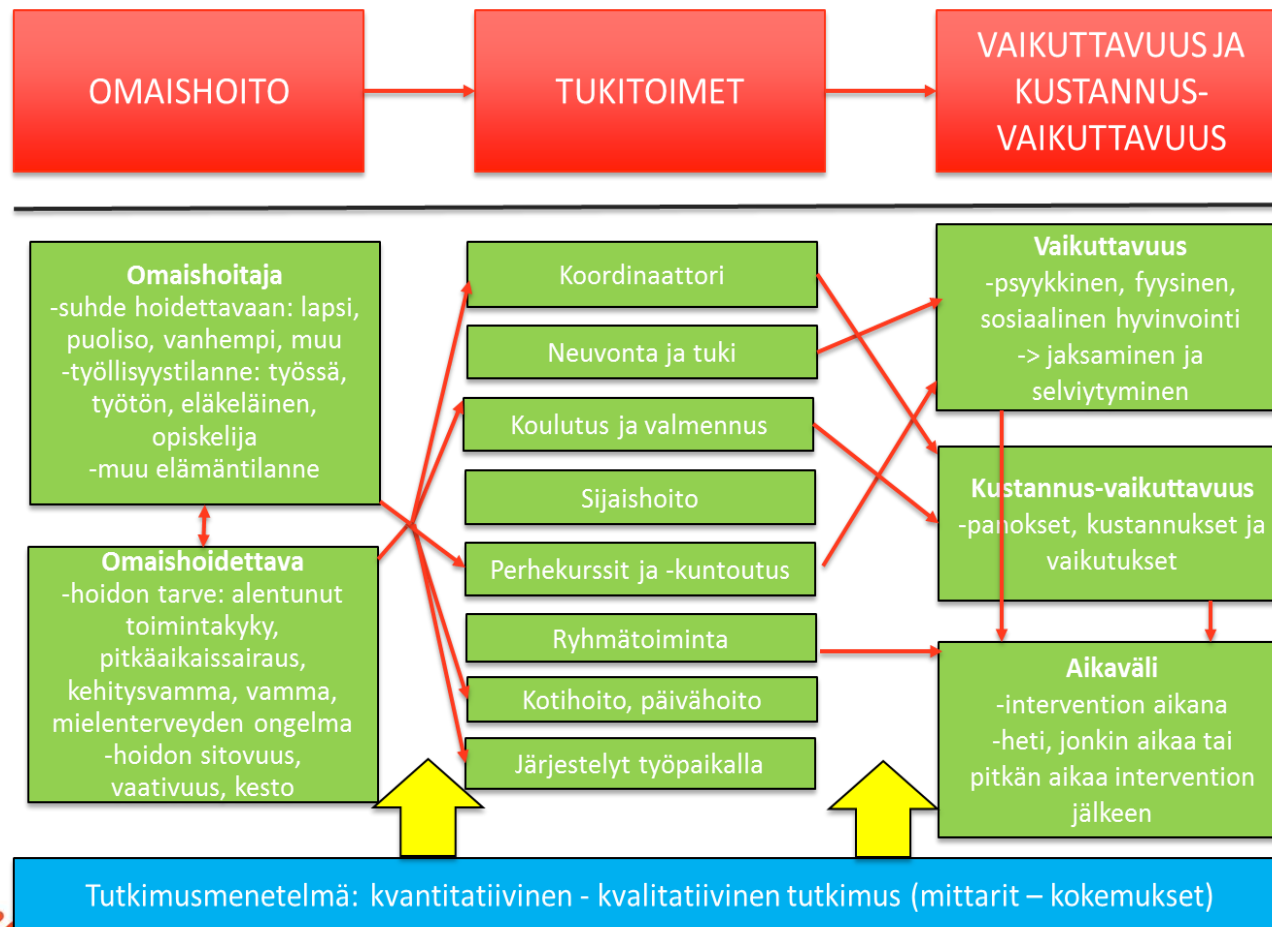 OMAISHOITO
TUKITOIMET
VAIKUTTAVUUS JA
KUSTANNUS-
VAIKUTTAVUUS
Omaishoitaja
-suhde hoidettavaan: lapsi,
puoliso, vanhempi, muu
-työllisyystilanne: työssä,
työtön, eläkeläinen,
opiskelija
-muu elämäntilanne
Omaishoidettava
-hoidon tarve: alentunut
toimintakyky,
pitkäaikaissairaus,
kehitysvamma, vamma,
mielenterveyden ongelma
-hoidon sitovuus,
vaativuus, kesto
Koordinaattori
Neuvonta ja tuki
Koulutus ja valmennus
Sijaishoito
Perhekurssit ja -kuntoutus
Ryhmätoiminta
Kotihoito, päivähoito
Järjestelyt työpaikalla
Vaikuttavuus
-psyykkinen, fyysinen,
sosiaalinen hyvinvointi
-> jaksaminen ja
selviytyminen
Kustannus-vaikuttavuus
-panokset, kustannukset ja
vaikutukset
Aikaväli
-intervention aikana
-heti, jonkin aikaa tai
pitkän aikaa intervention
jälkeen
Tutkimusmenetelmä: kvantitatiivinen - kvalitatiivinen tutkimus (mittarit – kokemukset)